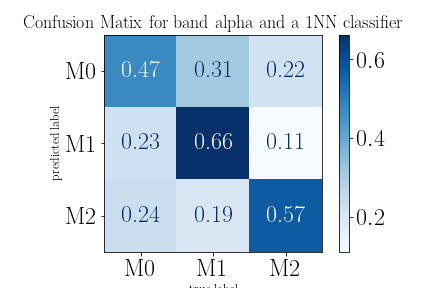 Confusion Matix for band alpha and a 1NN classifier
M0 0.47 0.31 0.22
M1 0.23 0.66 0.11
M2 0.24 0.19 0.57
M0 M1 M2
predicted label
true label
0.6
0.4
0.2